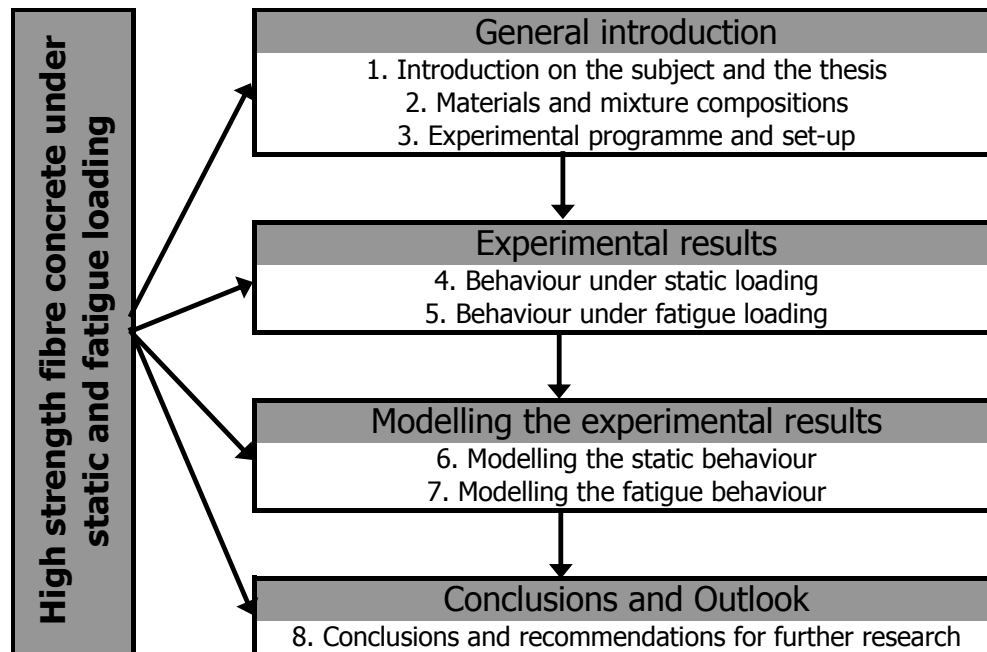 High strength fibre concrete under
static and fatigue loading
General introduction
1. Introduction on the subject and the thesis
2. Materials and mixture compositions
3. Experimental programme and set-up
Experimental results
4. Behaviour under static loading
5. Behaviour under fatigue loading
Modelling the experimental results
6. Modelling the static behaviour
7. Modelling the fatigue behaviour
Conclusions and Outlook
8. Conclusions and recommendations for further research